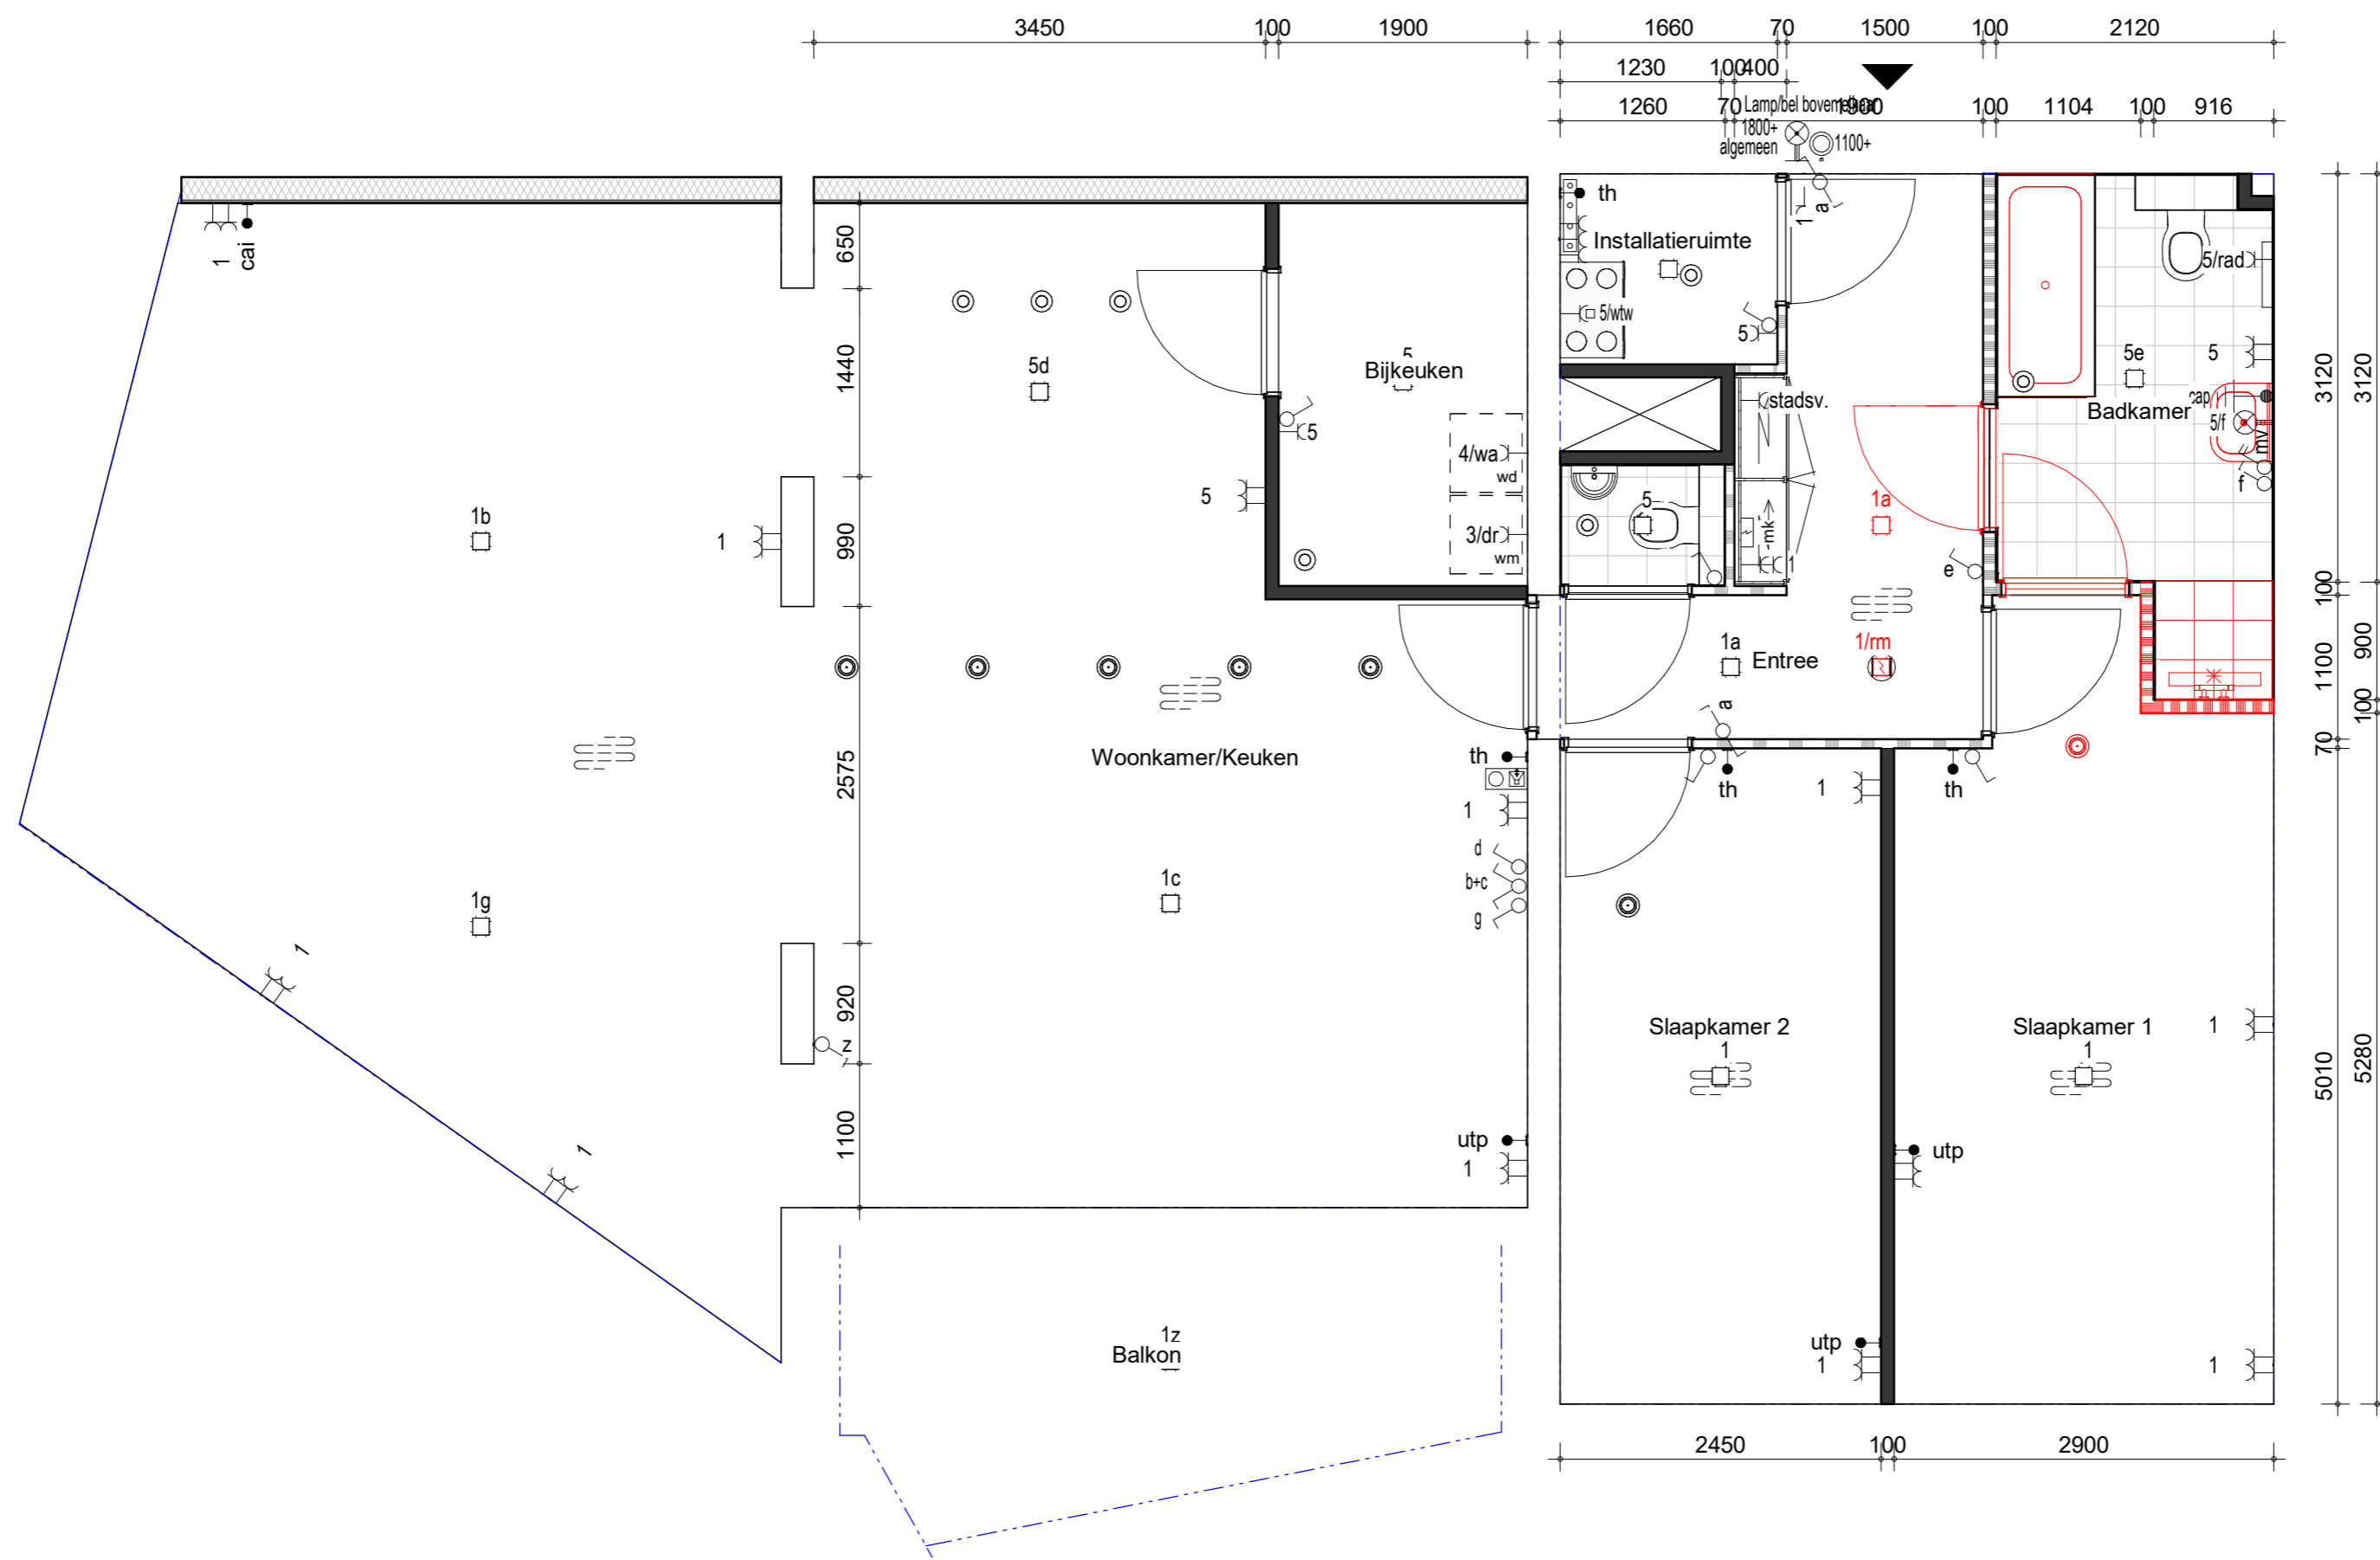 3450 100 1900 1660 70 1500 100 2120
1230 100 400
1260 70 1900 100 1104 100 916
Lamp/bel bovenelkaar
1800+
algemeen
1100+
1
cai
650
1440
990
2575
920
1100
th
Installatieruimte
5/wtw
5
1
a
5/rad
5e
5
Badkamer
cap
5/f
mv
f
3120
3120
5d
5
Bijkeuken
5
5
4/wa
wd
3/dr
wm
stadsv.
mk
1
5
1a
e
1b
1
100
900
1100
100
70
1/rm
1a
Entree
a
Woonkamer/Keuken
th
1
d
b+c
g
th
1
th
1g
1c
1
1
z
Slaapkamer 2
1
Slaapkamer 1
1
1
5010
5280
utp
1
utp
utp
1
1
1z
Balkon
2450 100 2900